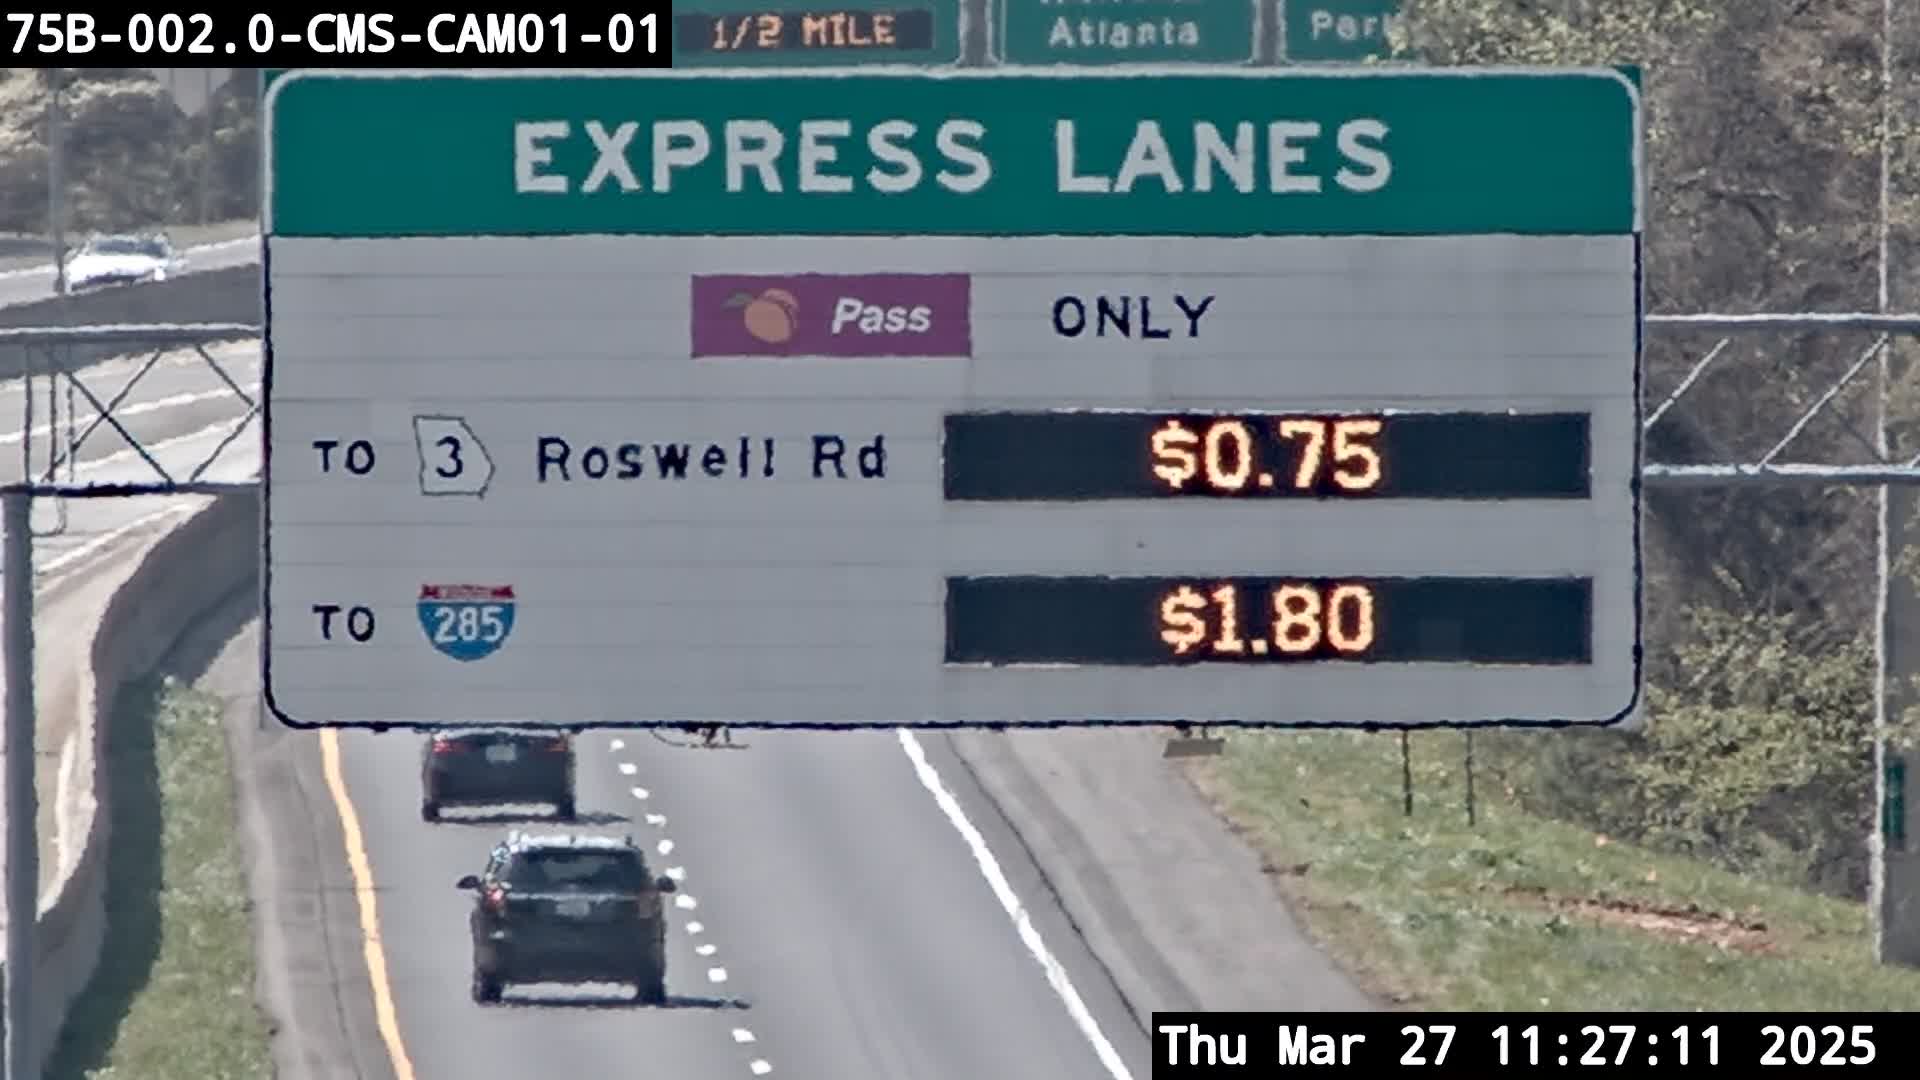 75B-002.0-CMS-CAM01-01
1/2 MILE
Atlanta
EXPRESS LANES
Pass ONLY
TO 3 Roswell Rd $0.75
TO 285 $1.80
Thu Mar 27 11:27:11 2025